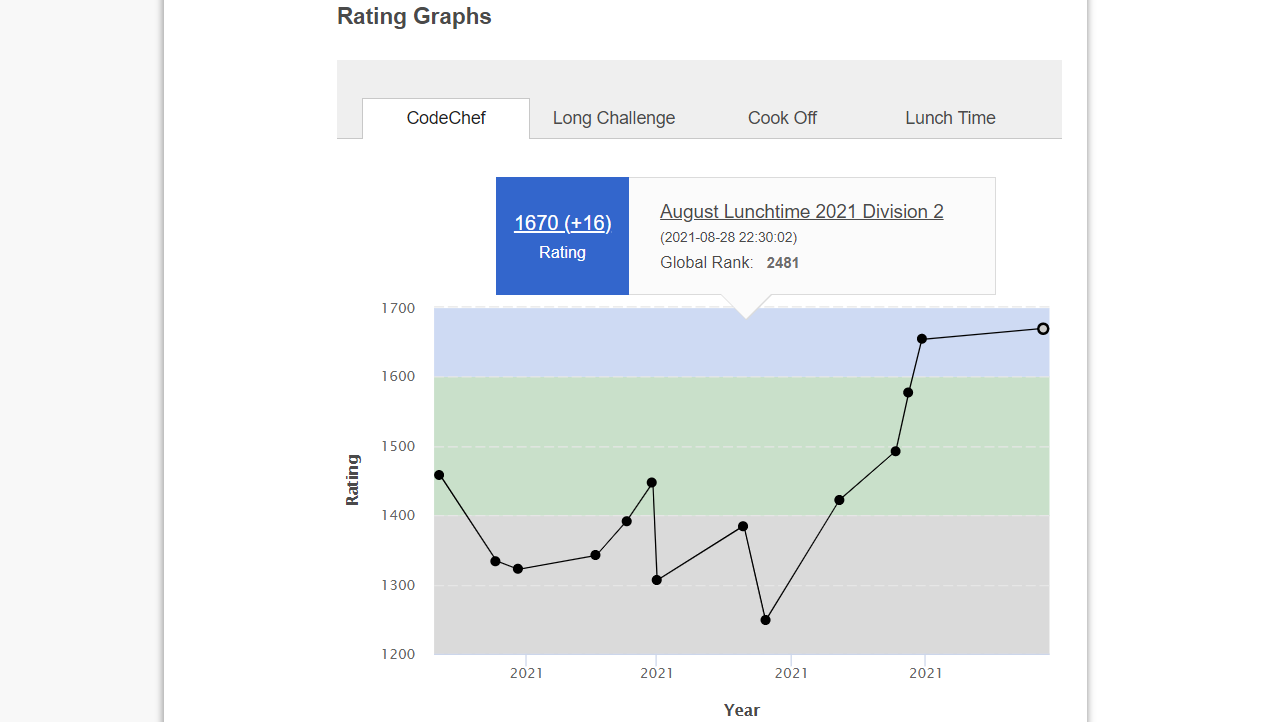 Rating Graphs
CodeChef Long Challenge Cook Off Lunch Time
1670 (+16)
Rating
August Lunchtime 2021 Division 2
(2021-08-28 22:30:02)
Global Rank: 2481
1700
1600
1500
1400
1300
1200
Rating
2021 2021 2021 2021
Year